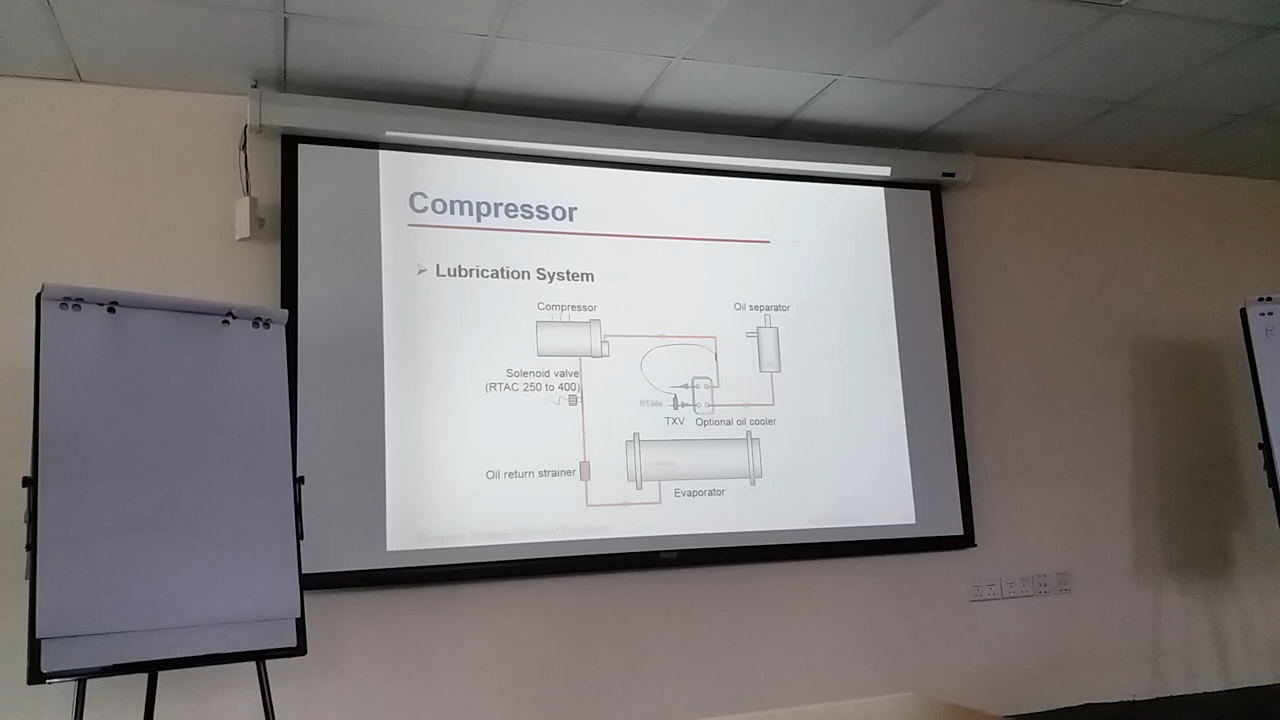 Compressor
Lubrication System
Compressor
Oil separator
Solenoid valve
(RTAC 250 to 400)
R134a
TXV
Optional oil cooler
Oil return strainer
Evaporator